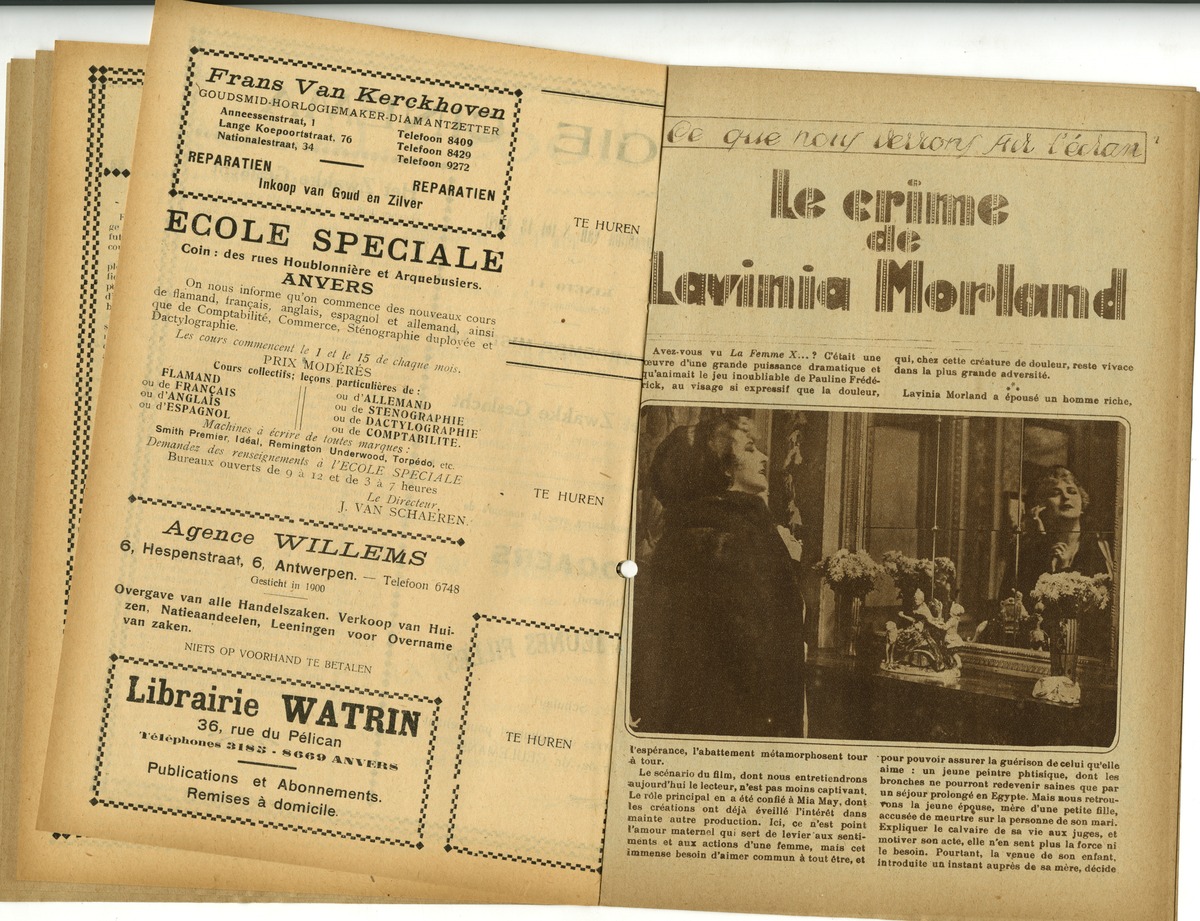 Frans Van Kerckhoven
GOUDSMID-HORLOGIEMAKER-DIAMANTZETTER
Anneessenstraat, 1
Lange Koepoortstraat. 76
Nationalestraat, 34
Telefoon 8409
Telefoon 8429
Telefoon 9272
REPARATIEN
REPARATIEN
Inkoop van Goud en Zilver
ECOLE SPECIALE
Coin : des rues Houblonnière et Arquebusiers.
ANVERS
On nous informe qu'on commence des nouveaux cours
de flamand, français, anglais, espagnol et allemand, ainsi
que de Comptabilité, Commerce, Sténographie duployée et
Dactylographie.
Les cours commencent le 1 et le 15 de chaque mois.
PRIX MODÉRÉS
Cours collectifs; leçons particulières de :
FLAMAND
ou de FRANÇAIS
ou d'ANGLAIS
ou d'ESPAGNOL
ou d'ALLEMAND
ou de STENOGRAPHIE
ou de DACTYLOGRAPHIE
ou de COMPTABILITE.
Machines à écrire de toutes marques :
Smith Premier, Idéal, Remington Underwood, Torpédo, etc.
Demandez des renseignements à l'ECOLE SPECIALE
Bureaux ouverts de 9 à 12 et de 3 à 7 heures
Le Directeur,
J. VAN SCHAEREN.
Agence WILLEMS
6, Hespenstraat, 6, Antwerpen. — Telefoon 6748
Gesticht in 1900
Overgave van alle Handelszaken. Verkoop van Hui-
zen, Natieaandeelen, Leeningen voor Overname
van zaken.
NIETS OP VOORHAND TE BETALEN
Librairie WATRIN
36, rue du Pélican
Téléphones 3183 - 8669 ANVERS
Publications et Abonnements.
Remises à domicile.
TE HUREN
TE HUREN
TE HUREN
Ce que nous verrons sur l'écran
Le crime
de
Lavinia Morland
Avez-vous vu La Femme X... ? C'était une
œuvre d'une grande puissance dramatique et
qu'animait le jeu inoubliable de Pauline Frédé-
rick, au visage si expressif que la douleur,
qui, chez cette créature de douleur, reste vivace
dans la plus grande adversité.
Lavinia Morland a épousé un homme riche,
l'espérance, l'abattement métamorphosent tour
à tour.
Le scénario du film, dont nous entretiendrons
aujourd'hui le lecteur, n'est pas moins captivant.
Le rôle principal en a été confié à Mia May, dont
les créations ont déjà éveillé l'intérêt dans
mainte autre production. Ici, ce n'est point
l'amour maternel qui sert de levier aux senti-
ments et aux actions d'une femme, mais cet
immense besoin d'aimer commun à tout être, et
pour pouvoir assurer la guérison de celui qu'elle
aime : un jeune peintre phtisique, dont les
bronches ne pourront redevenir saines que par
un séjour prolongé en Egypte. Mais nous retrou-
vons la jeune épouse, mère d'une petite fille,
accusée de meurtre sur la personne de son mari.
Expliquer le calvaire de sa vie aux juges, et
motiver son acte, elle n'en sent plus la force ni
le besoin. Pourtant, la venue de son enfant,
introduite un instant auprès de sa mère, décide